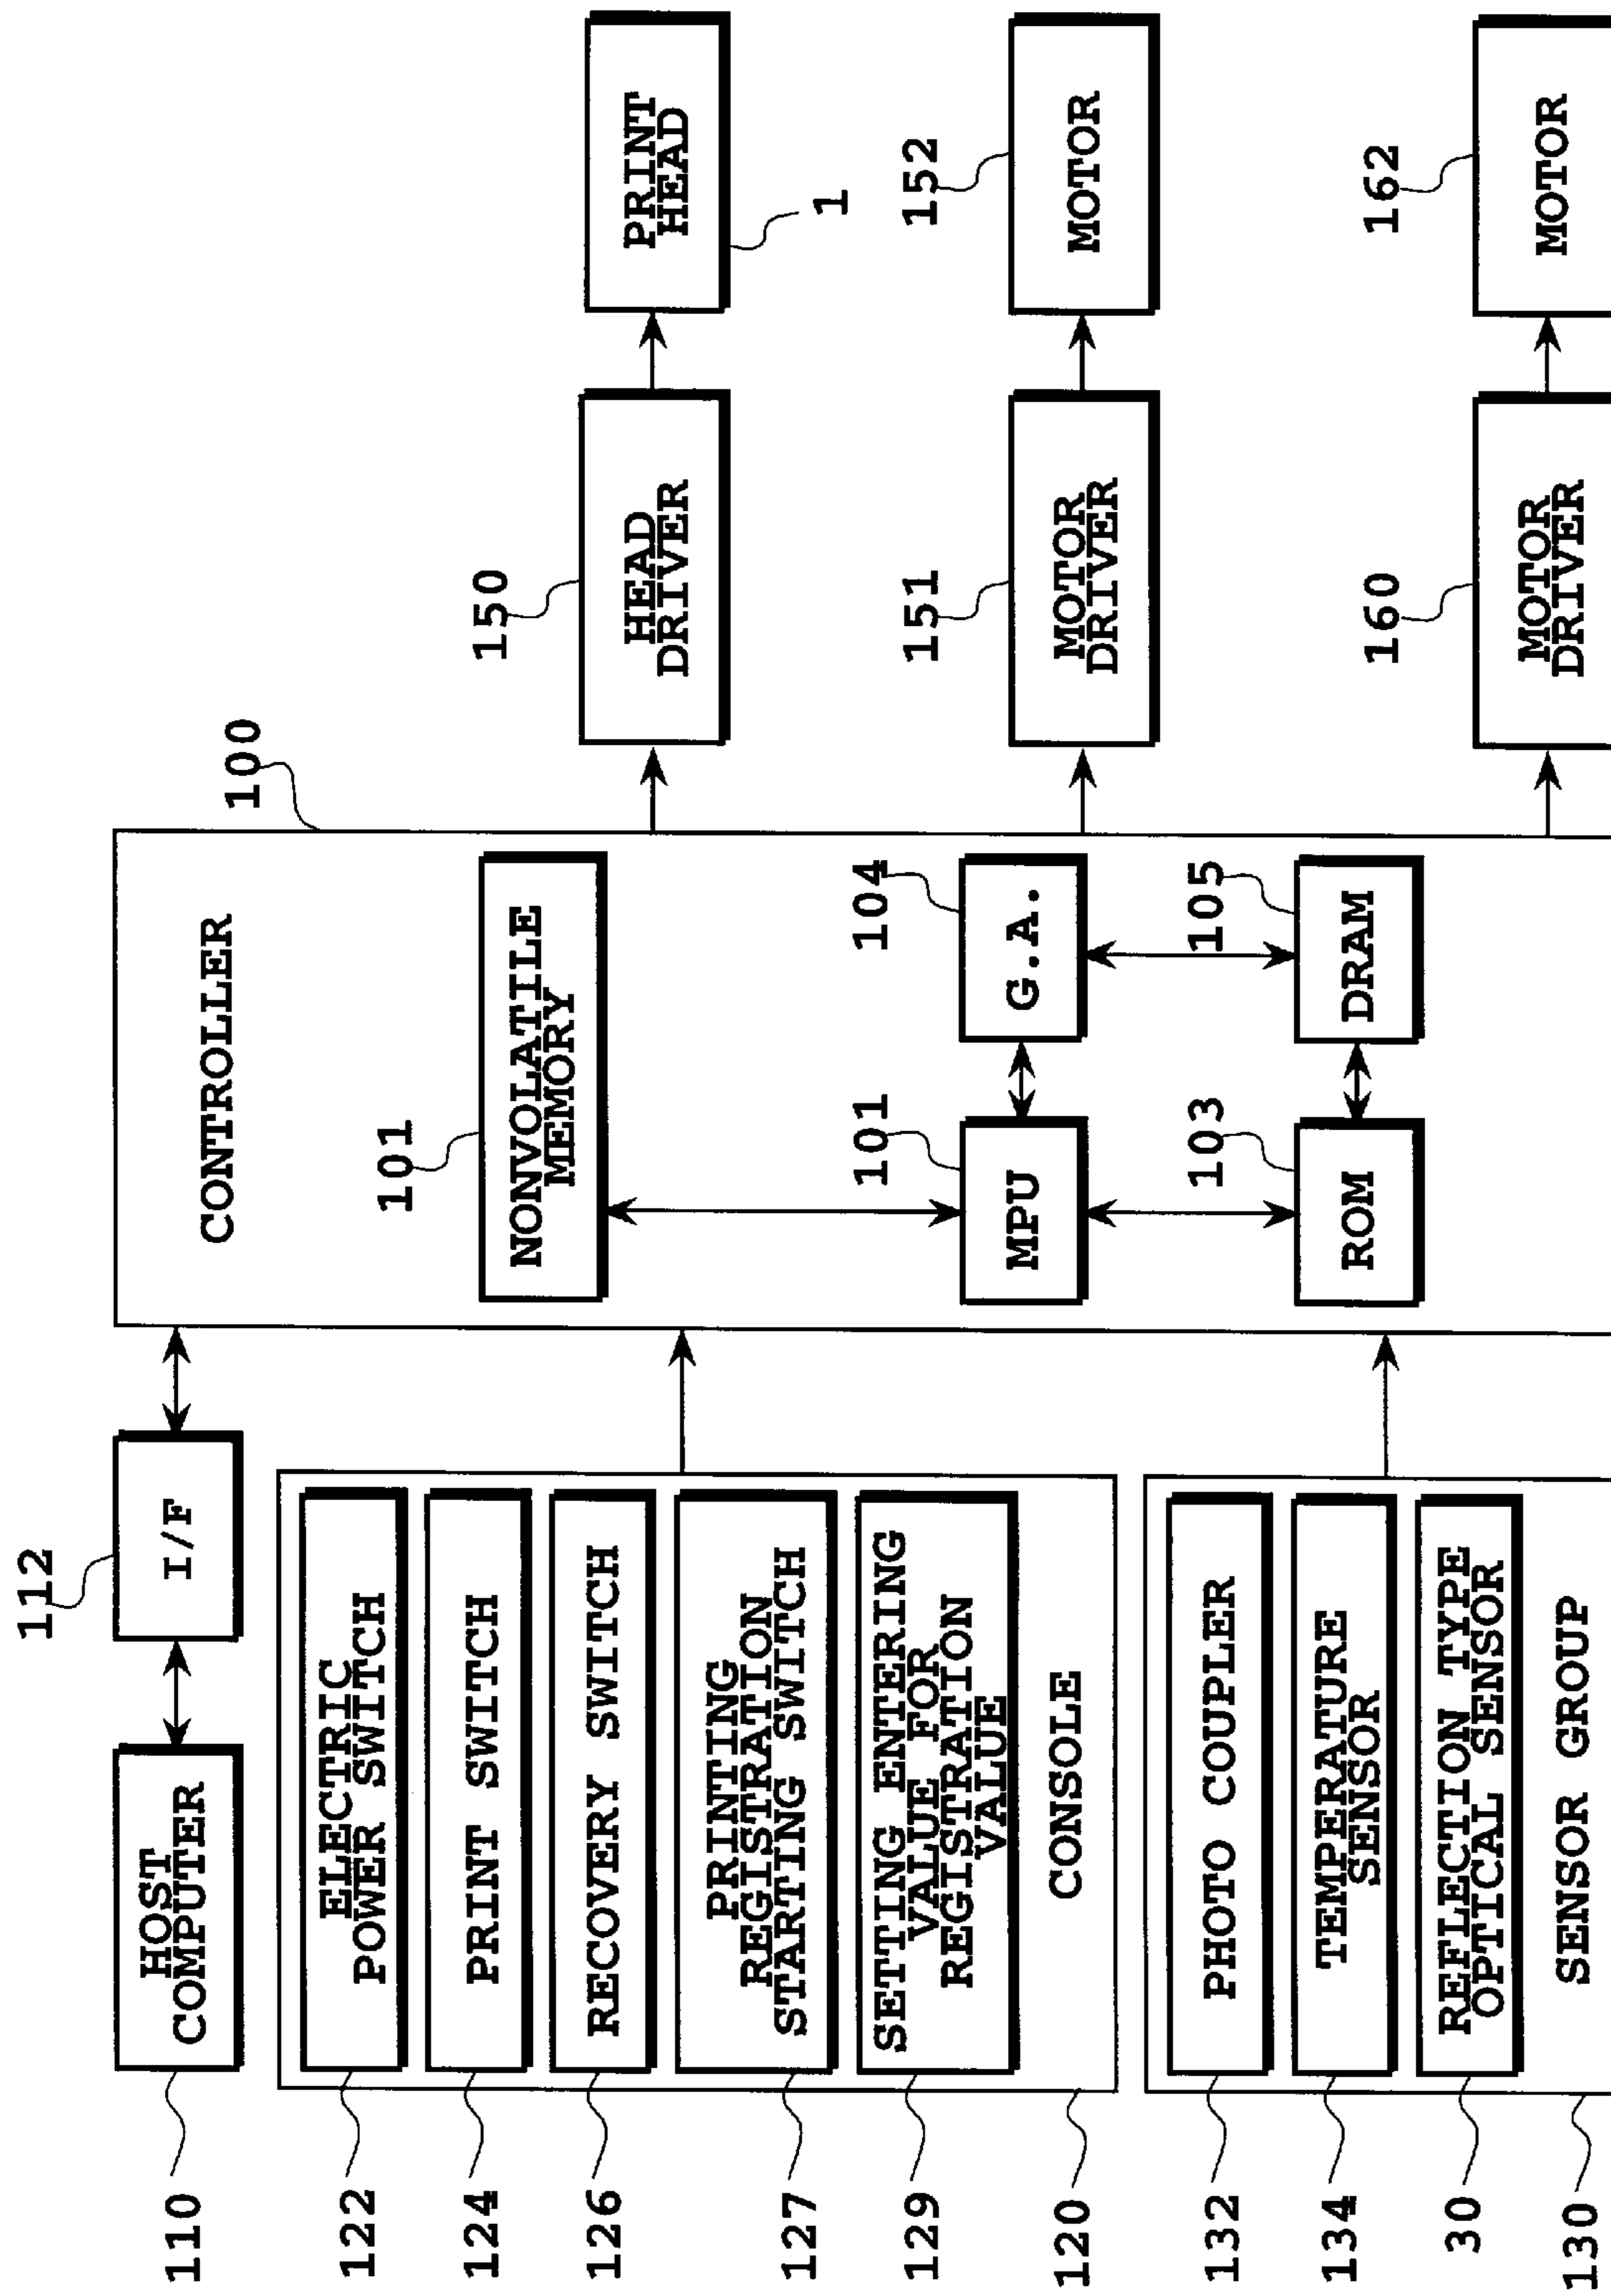 110
HOST
COMPUTER
112
I/F
122
ELECTRIC
POWER SWITCH
124
PRINT SWITCH
126
RECOVERY SWITCH
127
PRINTING
REGISTRATION
STARTING SWITCH
129
SETTING ENTERING
VALUE FOR
REGISTRATION
VALUE
120
CONSOLE
132
PHOTO COUPLER
134
TEMPERATURE
SENSOR
30
REFLECTION TYPE
OPTICAL SENSOR
130
SENSOR GROUP
100
CONTROLLER
101
NONVOLATILE
MEMORY
101
MPU
104
G.A.
103
ROM
105
DRAM
150
HEAD
DRIVER
PRINT
HEAD
1
151
MOTOR
DRIVER
152
MOTOR
160
MOTOR
DRIVER
162
MOTOR